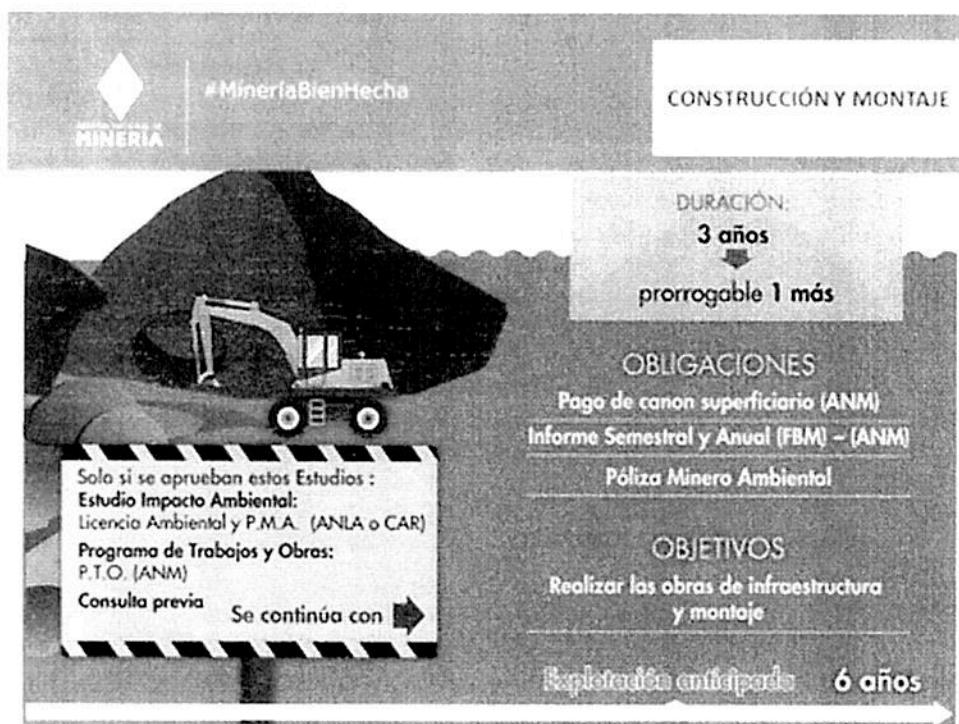 #MineríaBienHecha
MINERÍA
CONSTRUCCIÓN Y MONTAJE
DURACIÓN:
3 años
prorrogable 1 más
OBLIGACIONES
Pago de canon superficiario (ANM)
Informe Semestral y Anual (FBM) – (ANM)
Póliza Minero Ambiental
Solo si se aprueban estos Estudios :
Estudio Impacto Ambiental:
Licencia Ambiental y P.M.A. (ANLA o CAR)
Programa de Trabajos y Obras:
P.T.O. (ANM)
Consulta previa
Se continúa con
OBJETIVOS
Realizar las obras de infraestructura
y montaje
Explotación anticipada 6 años